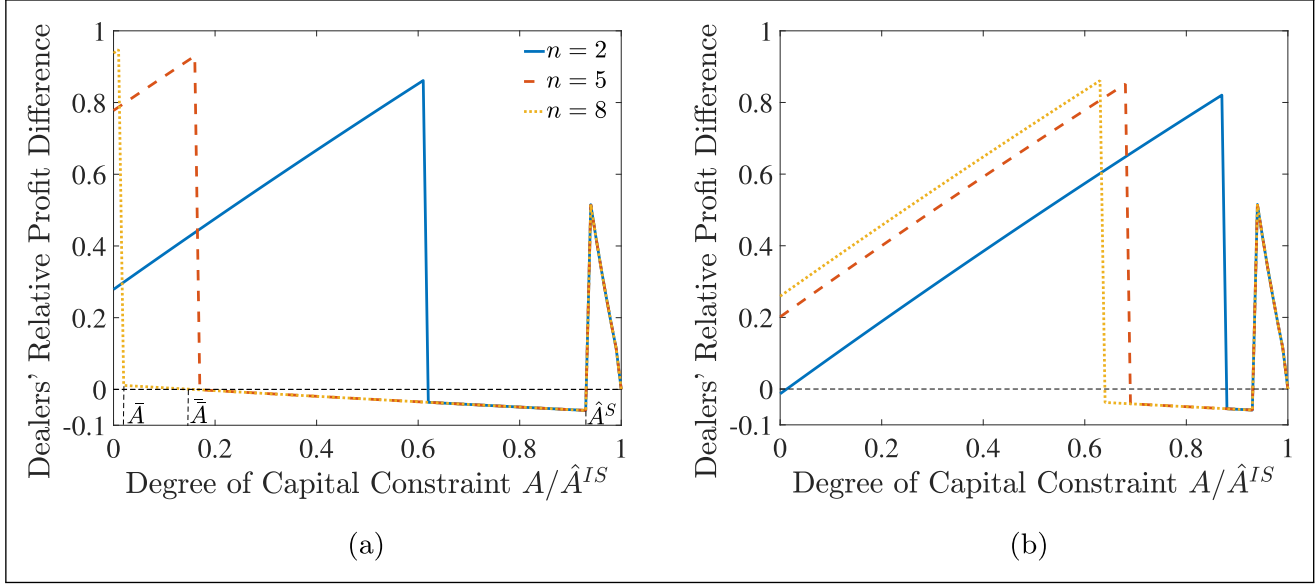 Dealers' Relative Profit Difference
1
0.8
0.6
0.4
0.2
0
-0.1
n = 2
n = 5
n = 8
Ā
A̿
Â^S
0 0.2 0.4 0.6 0.8 1
Degree of Capital Constraint A/Â^{IS}
(a)
Dealers' Relative Profit Difference
1
0.8
0.6
0.4
0.2
0
-0.1
0 0.2 0.4 0.6 0.8 1
Degree of Capital Constraint A/Â^{IS}
(b)